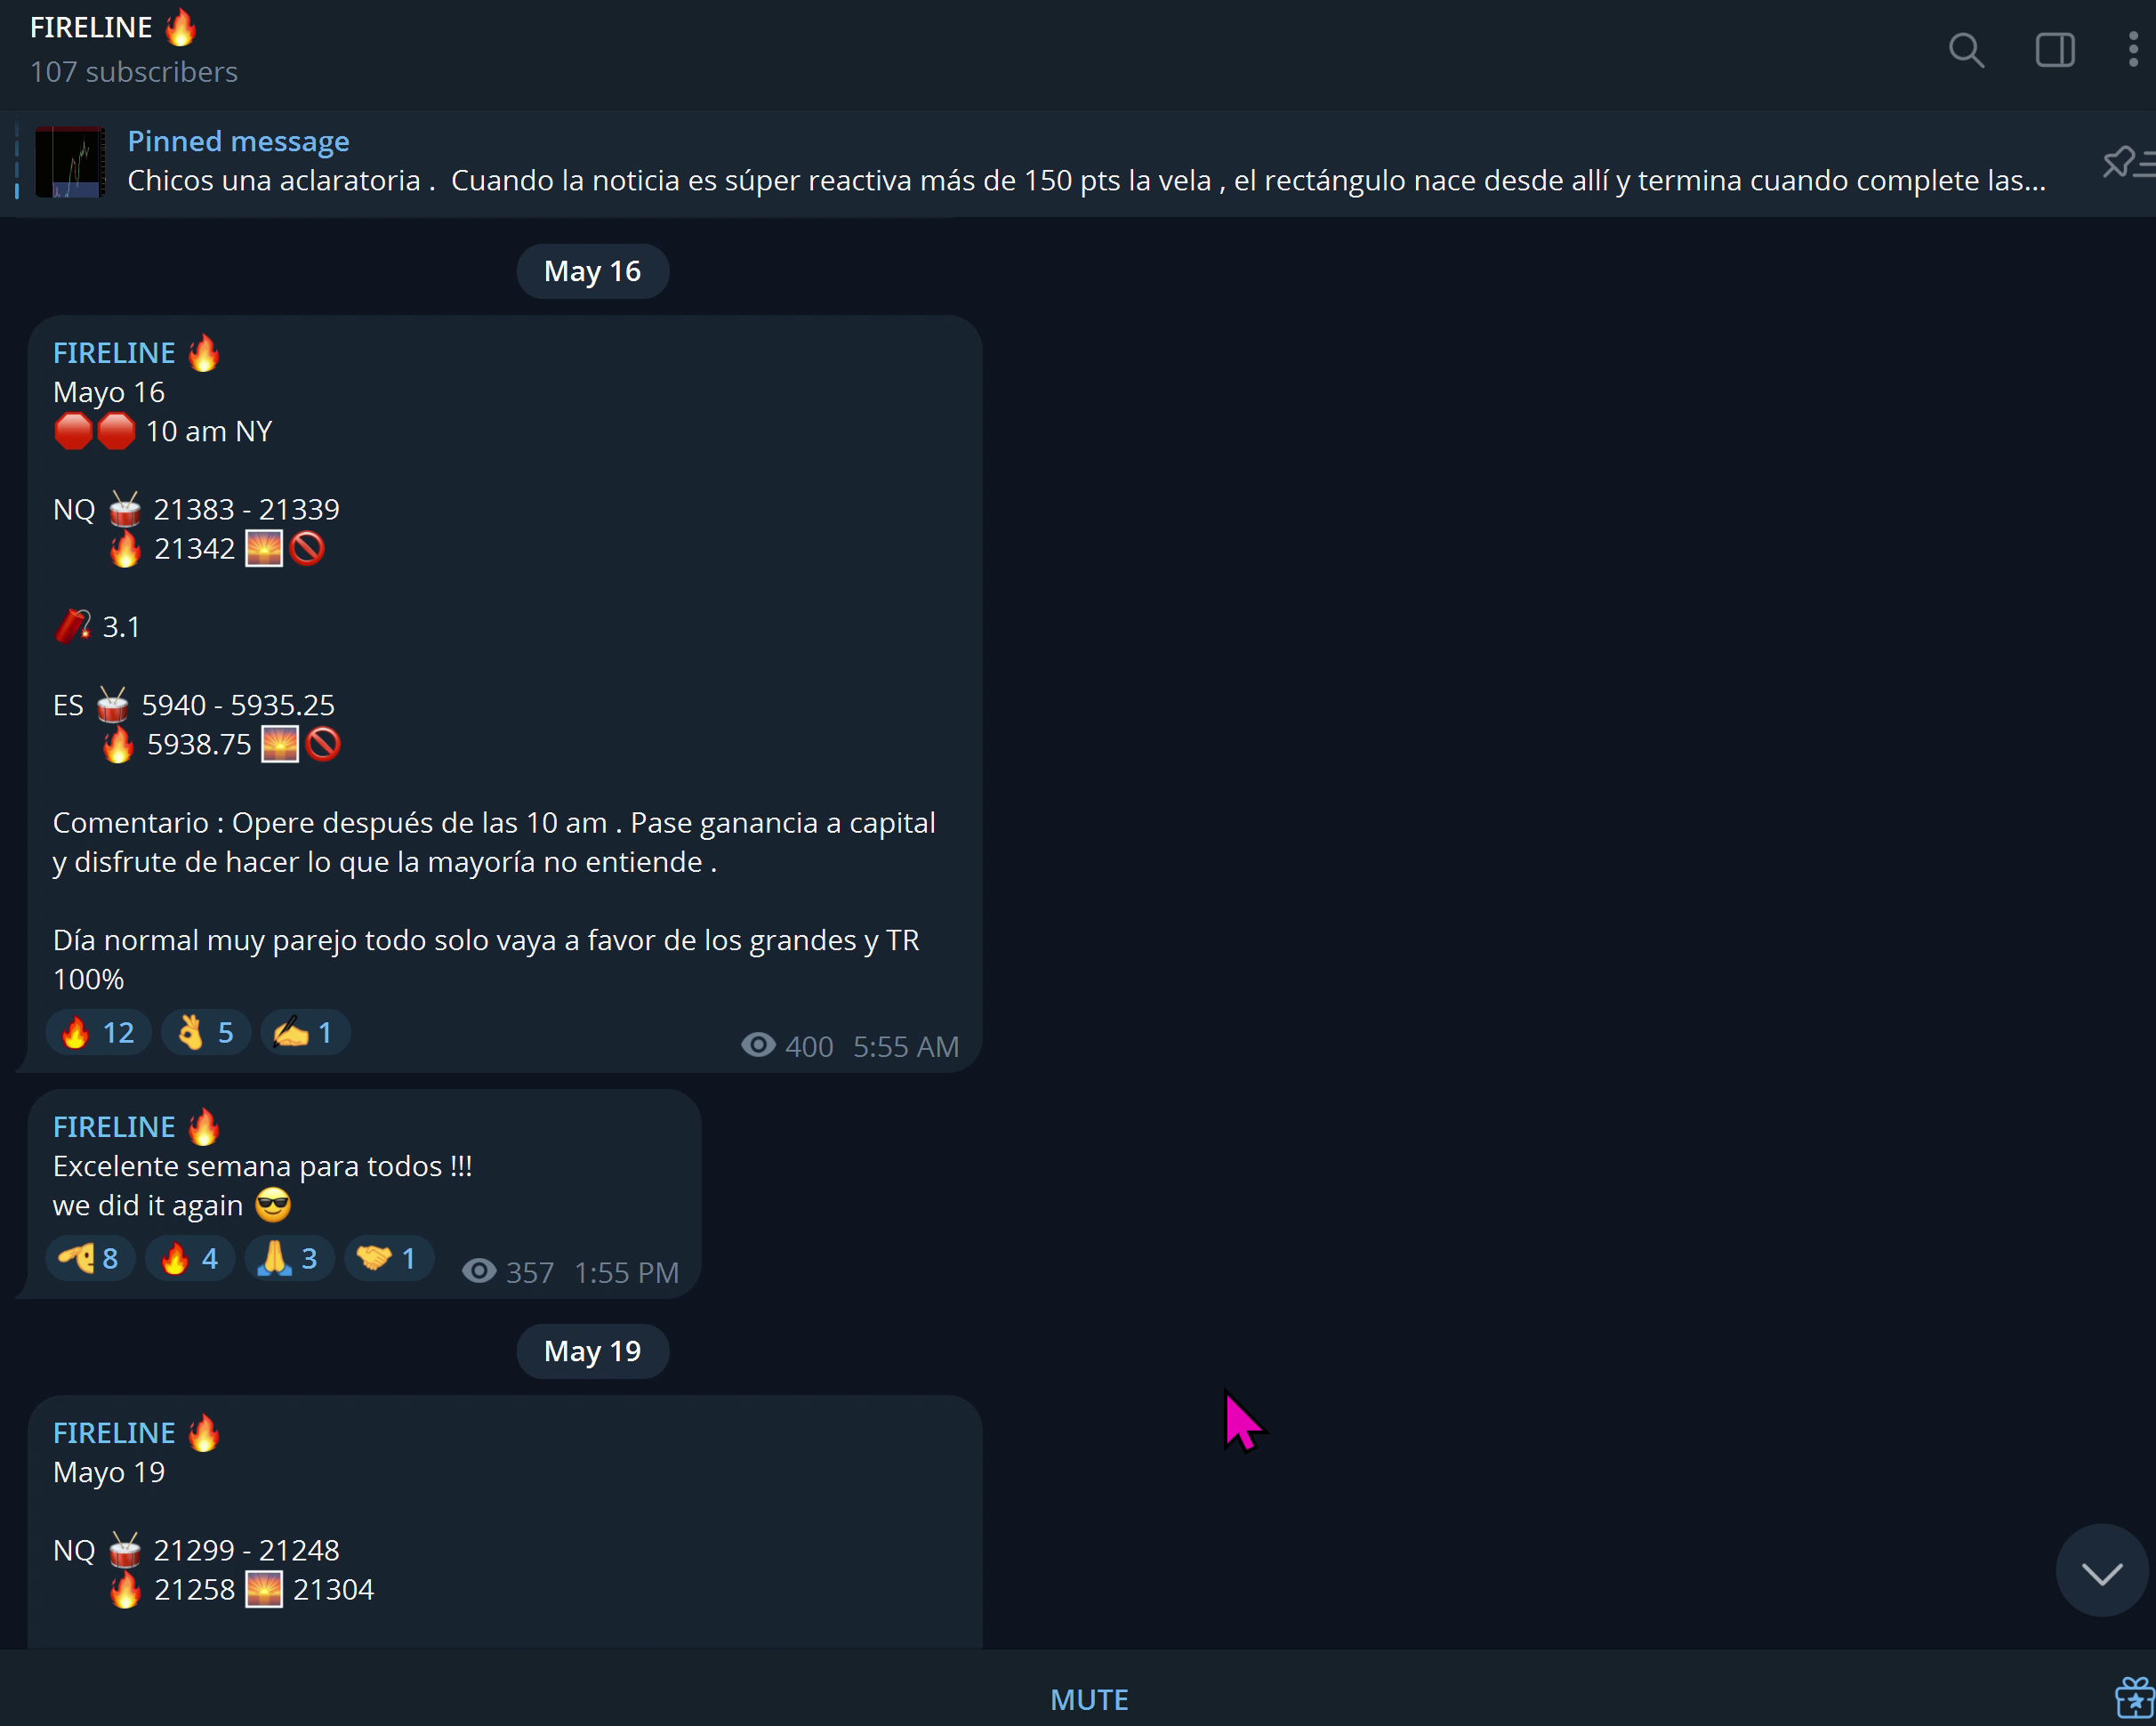 FIRELINE 🔥
107 subscribers
Pinned message
Chicos una aclaratoria .  Cuando la noticia es súper reactiva más de 150 pts la vela , el rectángulo nace desde allí y termina cuando complete las...
May 16
FIRELINE 🔥
Mayo 16
🛑🛑 10 am NY
NQ 🥁 21383 - 21339
🔥 21342 🌅🚫
🧨 3.1
ES 🥁 5940 - 5935.25
🔥 5938.75 🌅🚫
Comentario : Opere después de las 10 am . Pase ganancia a capital
y disfrute de hacer lo que la mayoría no entiende .
Día normal muy parejo todo solo vaya a favor de los grandes y TR
100%
🔥 12 👌 5 ✍️ 1
400 5:55 AM
FIRELINE 🔥
Excelente semana para todos !!!
we did it again 😎
🫡 8 🔥 4 🙏 3 🤝 1
357 1:55 PM
May 19
FIRELINE 🔥
Mayo 19
NQ 🥁 21299 - 21248
🔥 21258 🌅 21304
MUTE